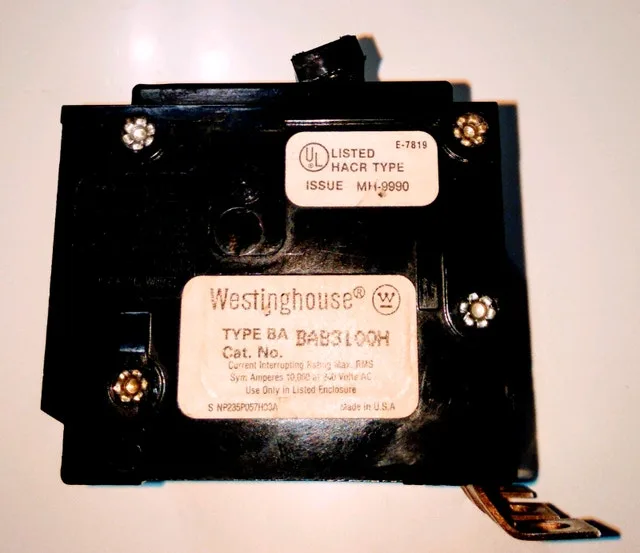 E-7819
UL LISTED
HACR TYPE
ISSUE MH-9990
Westinghouse® W
TYPE BA BAB3100H
Cat. No.
Current Interrupting Rating Max. RMS
Sym Amperes 10,000 at 240 Volts AC
Use Only in Listed Enclosure
S NP235P057H03A Made in U.S.A